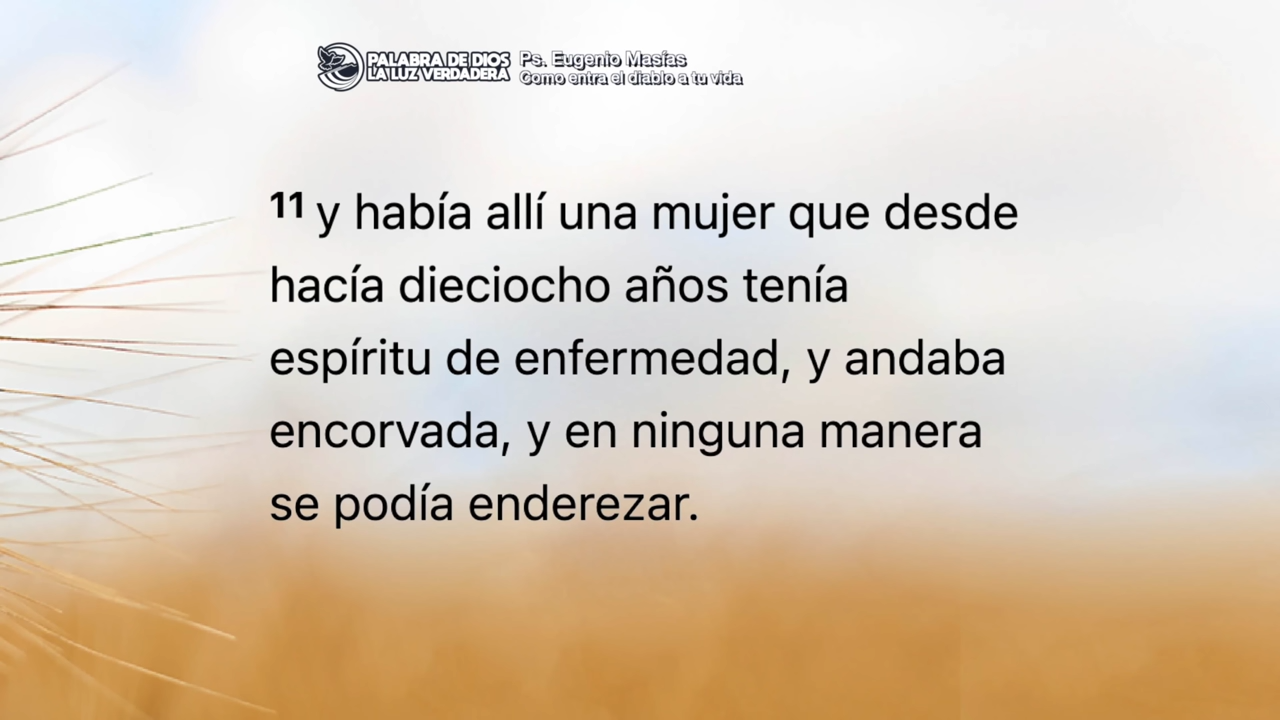 PALABRA DE DIOS
LA LUZ VERDADERA
Ps. Eugenio Masías
Como entra el diablo a tu vida
11 y había allí una mujer que desde
hacía dieciocho años tenía
espíritu de enfermedad, y andaba
encorvada, y en ninguna manera
se podía enderezar.